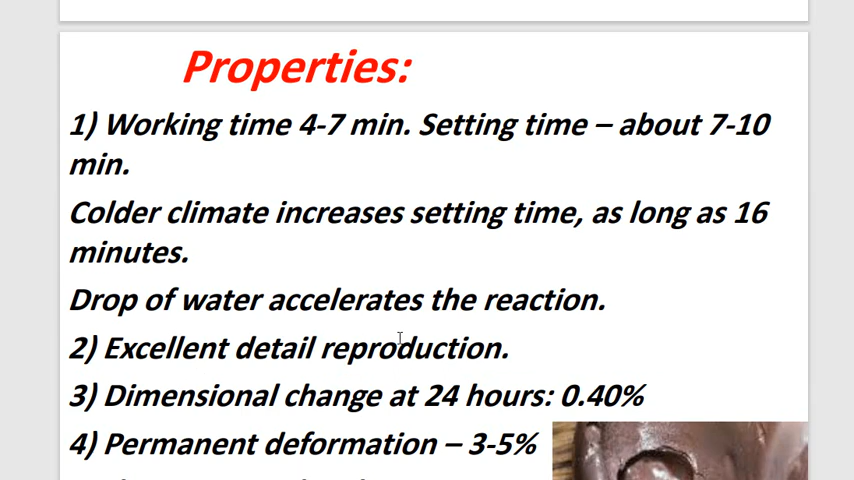 Properties:
1) Working time 4-7 min. Setting time – about 7-10
min.
Colder climate increases setting time, as long as 16
minutes.
Drop of water accelerates the reaction.
2) Excellent detail reproduction.
3) Dimensional change at 24 hours: 0.40%
4) Permanent deformation – 3-5%